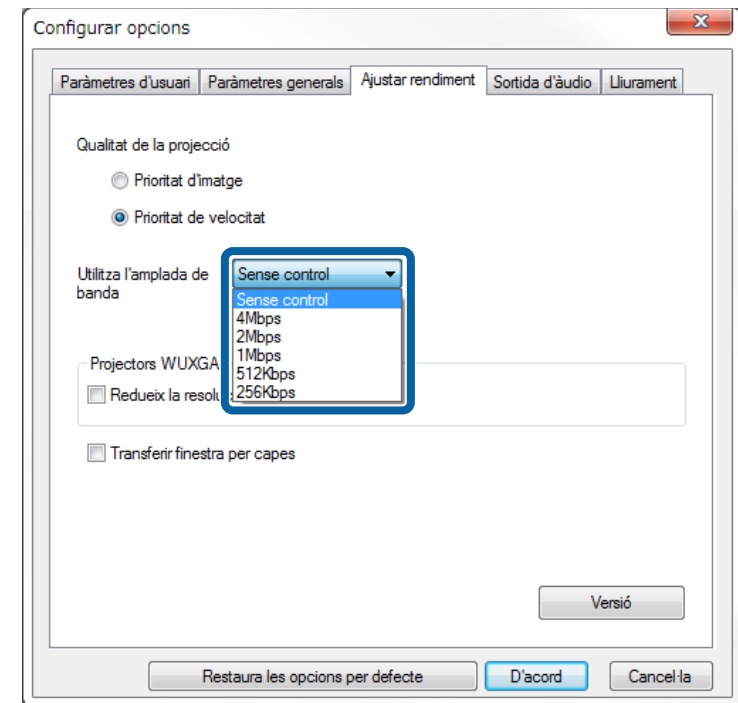 Configurar opcions
Paràmetres d'usuari Paràmetres generals Ajustar rendiment Sortida d'àudio Lliurament
Qualitat de la projecció
Prioritat d'imatge
Prioritat de velocitat
Utilitza l'amplada de banda
Sense control
Sense control
4Mbps
2Mbps
1Mbps
512Kbps
256Kbps
Projectors WUXGA
Redueix la
Transferir finestra per capes
Versió
Restaura les opcions per defecte D'acord Cancel·la